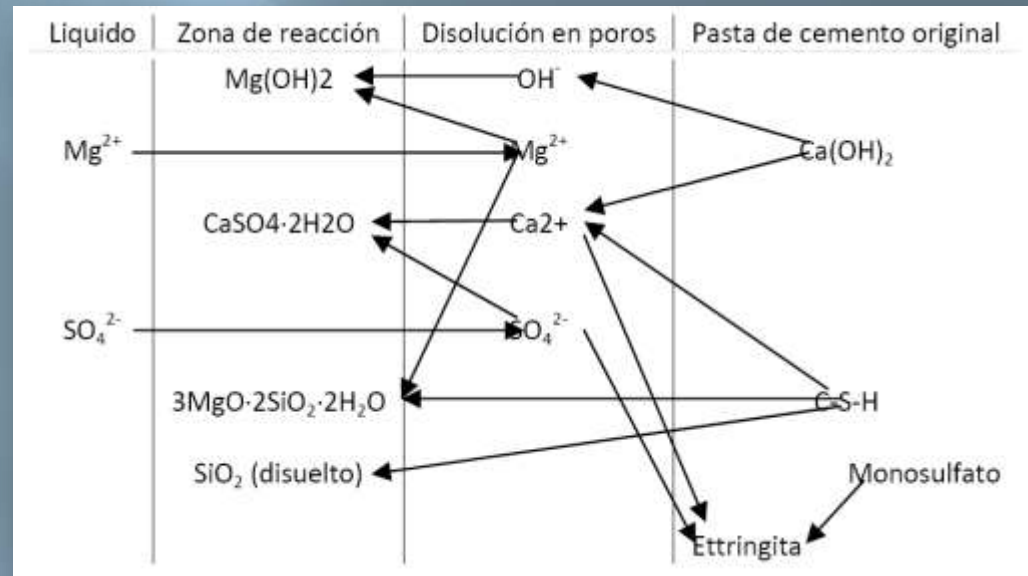 Liquido Zona de reacción Disolución en poros Pasta de cemento original
Mg(OH)2 OH⁻
Mg²⁺ Mg²⁺ Ca(OH)₂
CaSO4·2H2O Ca2+
SO₄²⁻ SO₄²⁻
3MgO·2SiO₂·2H₂O C-S-H
SiO₂ (disuelto) Monosulfato
Ettringita